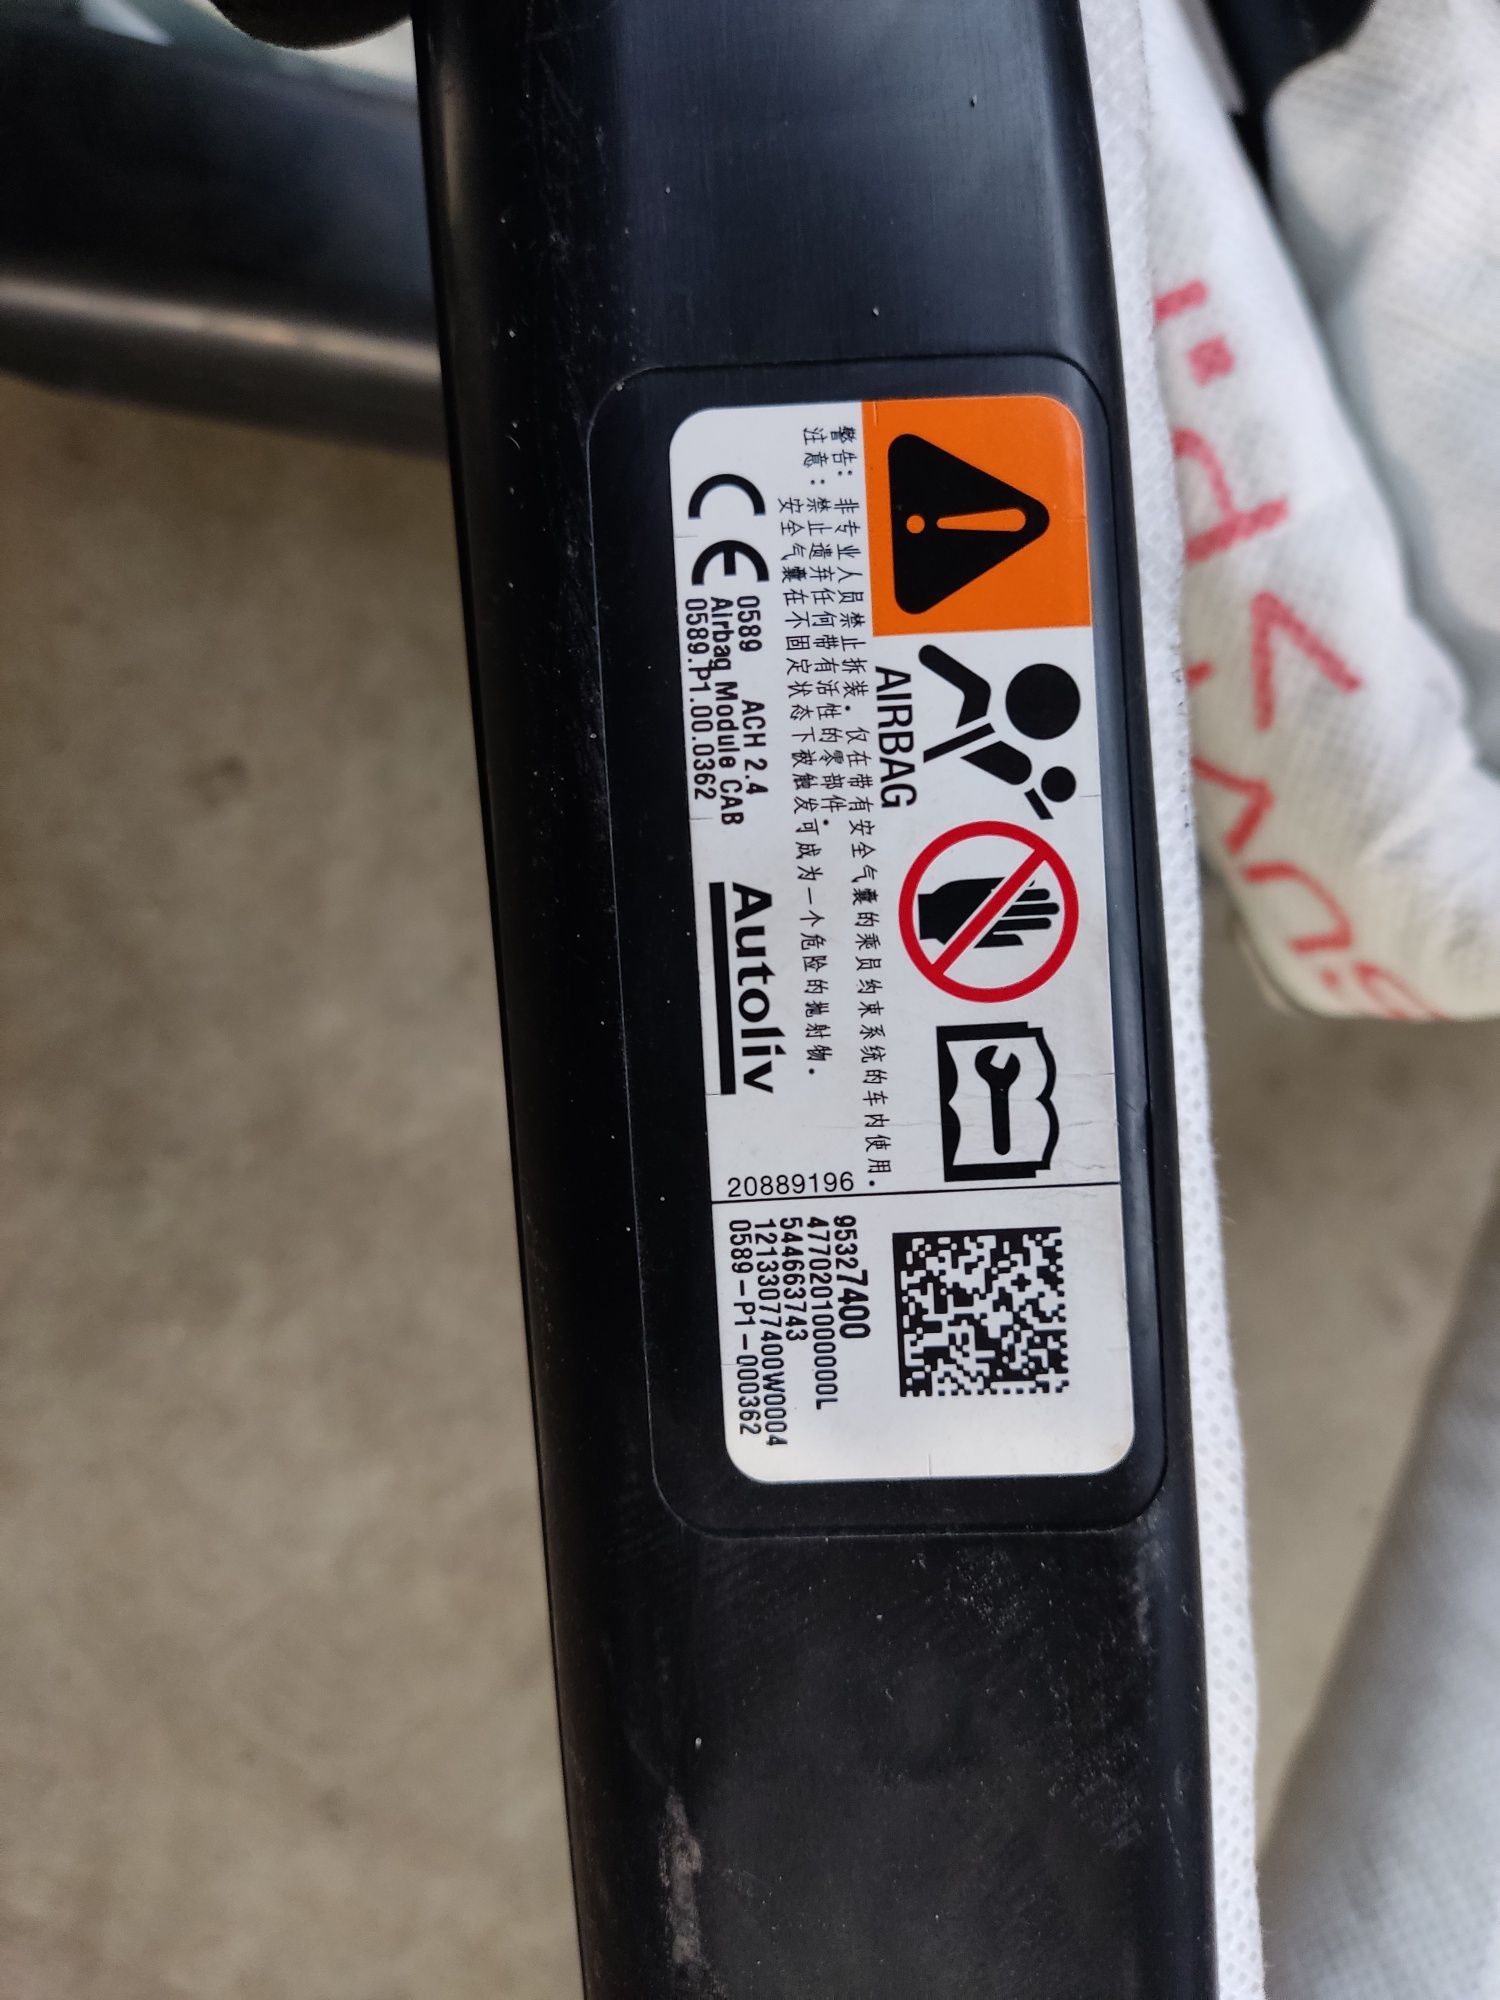 AIRBAG
警告: 非专业人员禁止拆装. 仅在带有安全气囊的乘员约束系统的车内使用.
注意: 禁止遗弃任何带有活性的零部件.
安全气囊在不固定状态下被触发可成为一个危险的抛射物.
CE 0589 ACH 2.4
Airbag Module CAB
0589.P1.00.0362
Autoliv
20889196
95327400
4770201000000L
544663743
12133077400W0004
0589-P1-000362